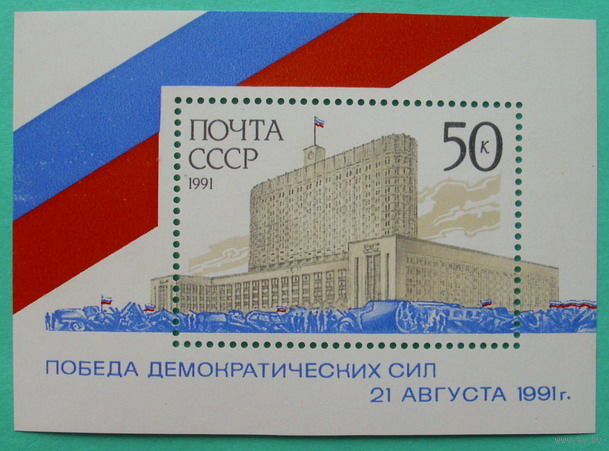 ПОЧТА
СССР
1991
50 к
ПОБЕДА ДЕМОКРАТИЧЕСКИХ СИЛ
21 АВГУСТА 1991г.